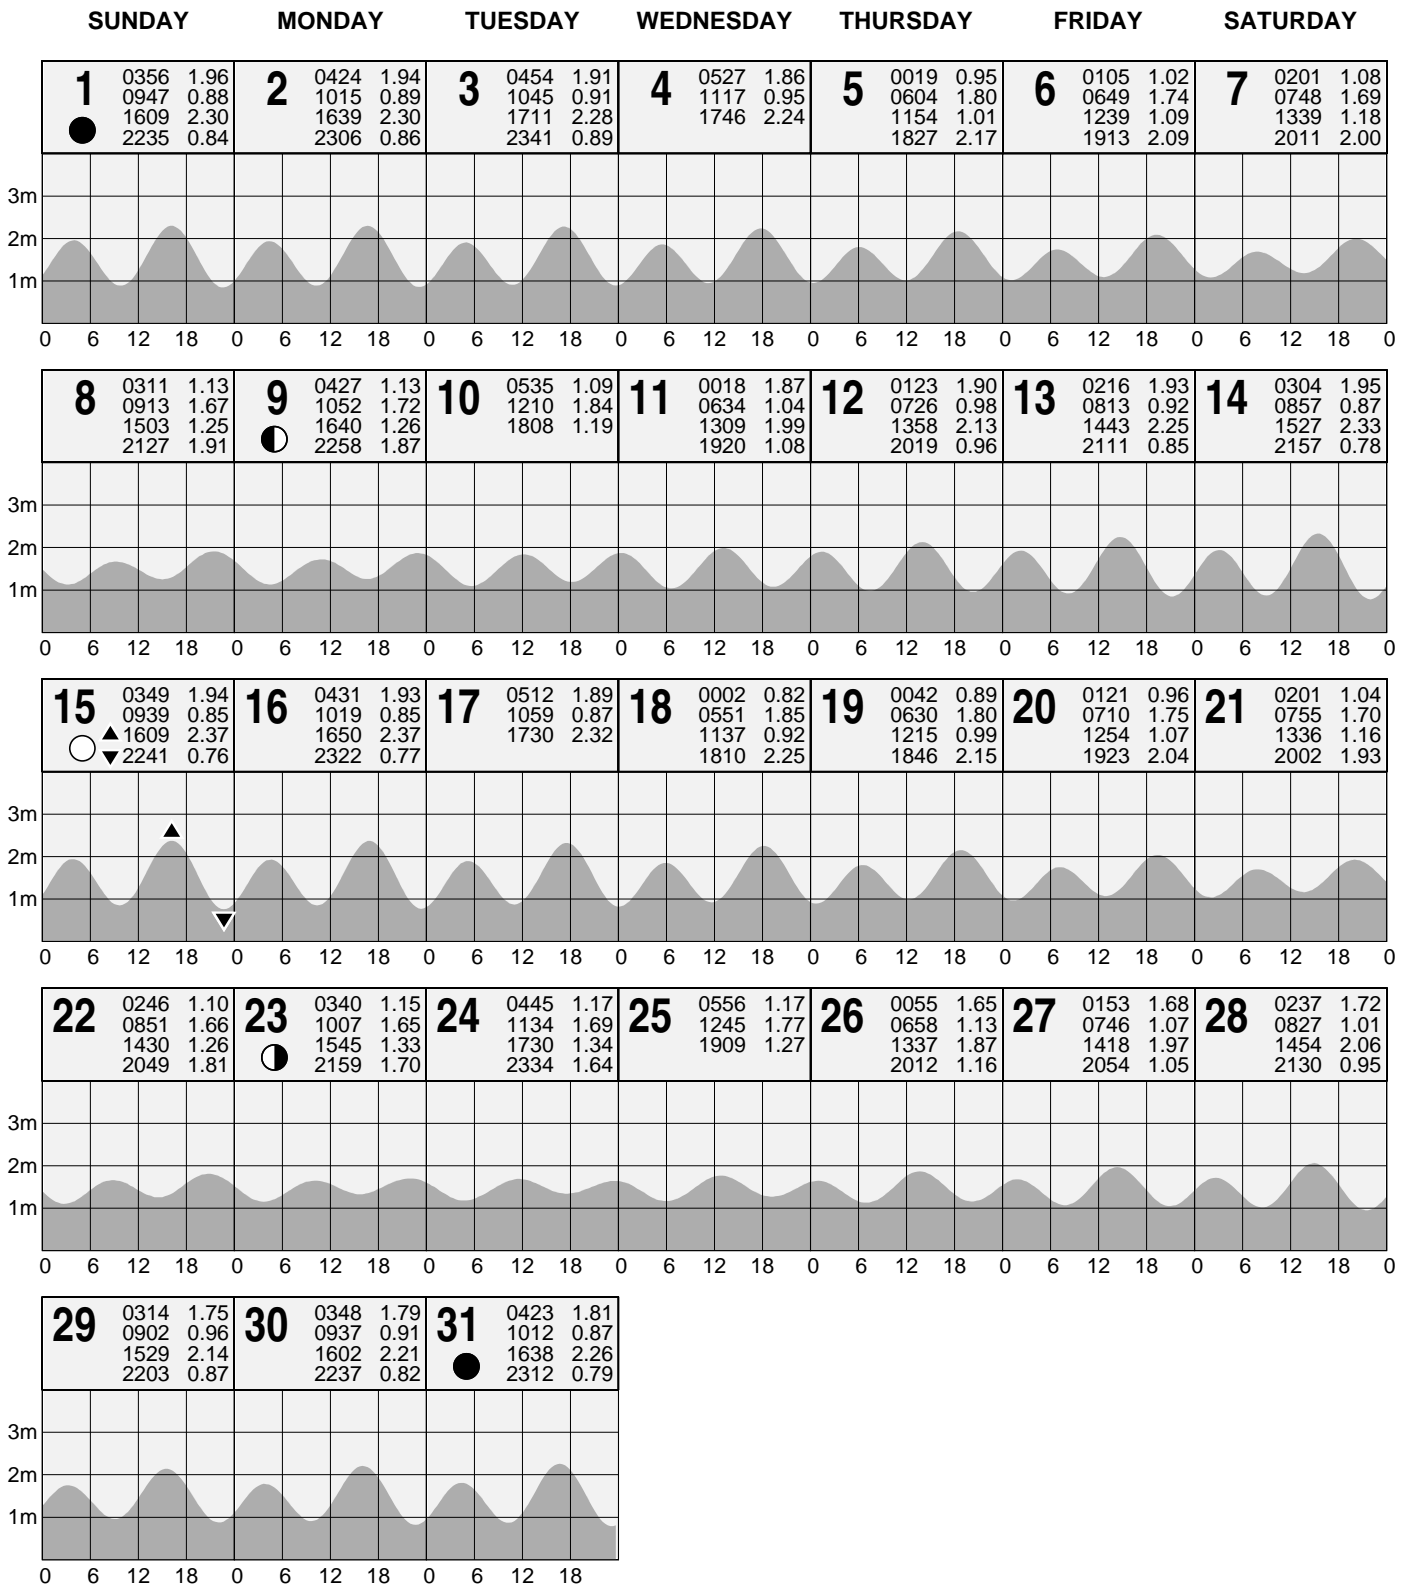 SUNDAY MONDAY TUESDAY WEDNESDAY THURSDAY FRIDAY SATURDAY
1 0356 1.96 2 0424 1.94 3 0454 1.91 4 0527 1.86 5 0019 0.95 6 0105 1.02 7 0201 1.08
0947 0.88 1015 0.89 1045 0.91 1117 0.95 0604 1.80 0649 1.74 0748 1.69
1609 2.30 1639 2.30 1711 2.28 1746 2.24 1154 1.01 1239 1.09 1339 1.18
2235 0.84 2306 0.86 2341 0.89 1827 2.17 1913 2.09 2011 2.00
3m
2m
1m
0 6 12 18 0 6 12 18 0 6 12 18 0 6 12 18 0 6 12 18 0 6 12 18 0 6 12 18 0
8 0311 1.13 9 0427 1.13 10 0535 1.09 11 0018 1.87 12 0123 1.90 13 0216 1.93 14 0304 1.95
0913 1.67 1052 1.72 1210 1.84 0634 1.04 0726 0.98 0813 0.92 0857 0.87
1503 1.25 1640 1.26 1808 1.19 1309 1.99 1358 2.13 1443 2.25 1527 2.33
2127 1.91 2258 1.87 1920 1.08 2019 0.96 2111 0.85 2157 0.78
3m
2m
1m
0 6 12 18 0 6 12 18 0 6 12 18 0 6 12 18 0 6 12 18 0 6 12 18 0 6 12 18 0
15 0349 1.94 16 0431 1.93 17 0512 1.89 18 0002 0.82 19 0042 0.89 20 0121 0.96 21 0201 1.04
0939 0.85 1019 0.85 1059 0.87 0551 1.85 0630 1.80 0710 1.75 0755 1.70
1609 2.37 1650 2.37 1730 2.32 1137 0.92 1215 0.99 1254 1.07 1336 1.16
2241 0.76 2322 0.77 1810 2.25 1846 2.15 1923 2.04 2002 1.93
3m
2m
1m
0 6 12 18 0 6 12 18 0 6 12 18 0 6 12 18 0 6 12 18 0 6 12 18 0 6 12 18 0
22 0246 1.10 23 0340 1.15 24 0445 1.17 25 0556 1.17 26 0055 1.65 27 0153 1.68 28 0237 1.72
0851 1.66 1007 1.65 1134 1.69 1245 1.77 0658 1.13 0746 1.07 0827 1.01
1430 1.26 1545 1.33 1730 1.34 1909 1.27 1337 1.87 1418 1.97 1454 2.06
2049 1.81 2159 1.70 2334 1.64 2012 1.16 2054 1.05 2130 0.95
3m
2m
1m
0 6 12 18 0 6 12 18 0 6 12 18 0 6 12 18 0 6 12 18 0 6 12 18 0 6 12 18 0
29 0314 1.75 30 0348 1.79 31 0423 1.81
0902 0.96 0937 0.91 1012 0.87
1529 2.14 1602 2.21 1638 2.26
2203 0.87 2237 0.82 2312 0.79
3m
2m
1m
0 6 12 18 0 6 12 18 0 6 12 18